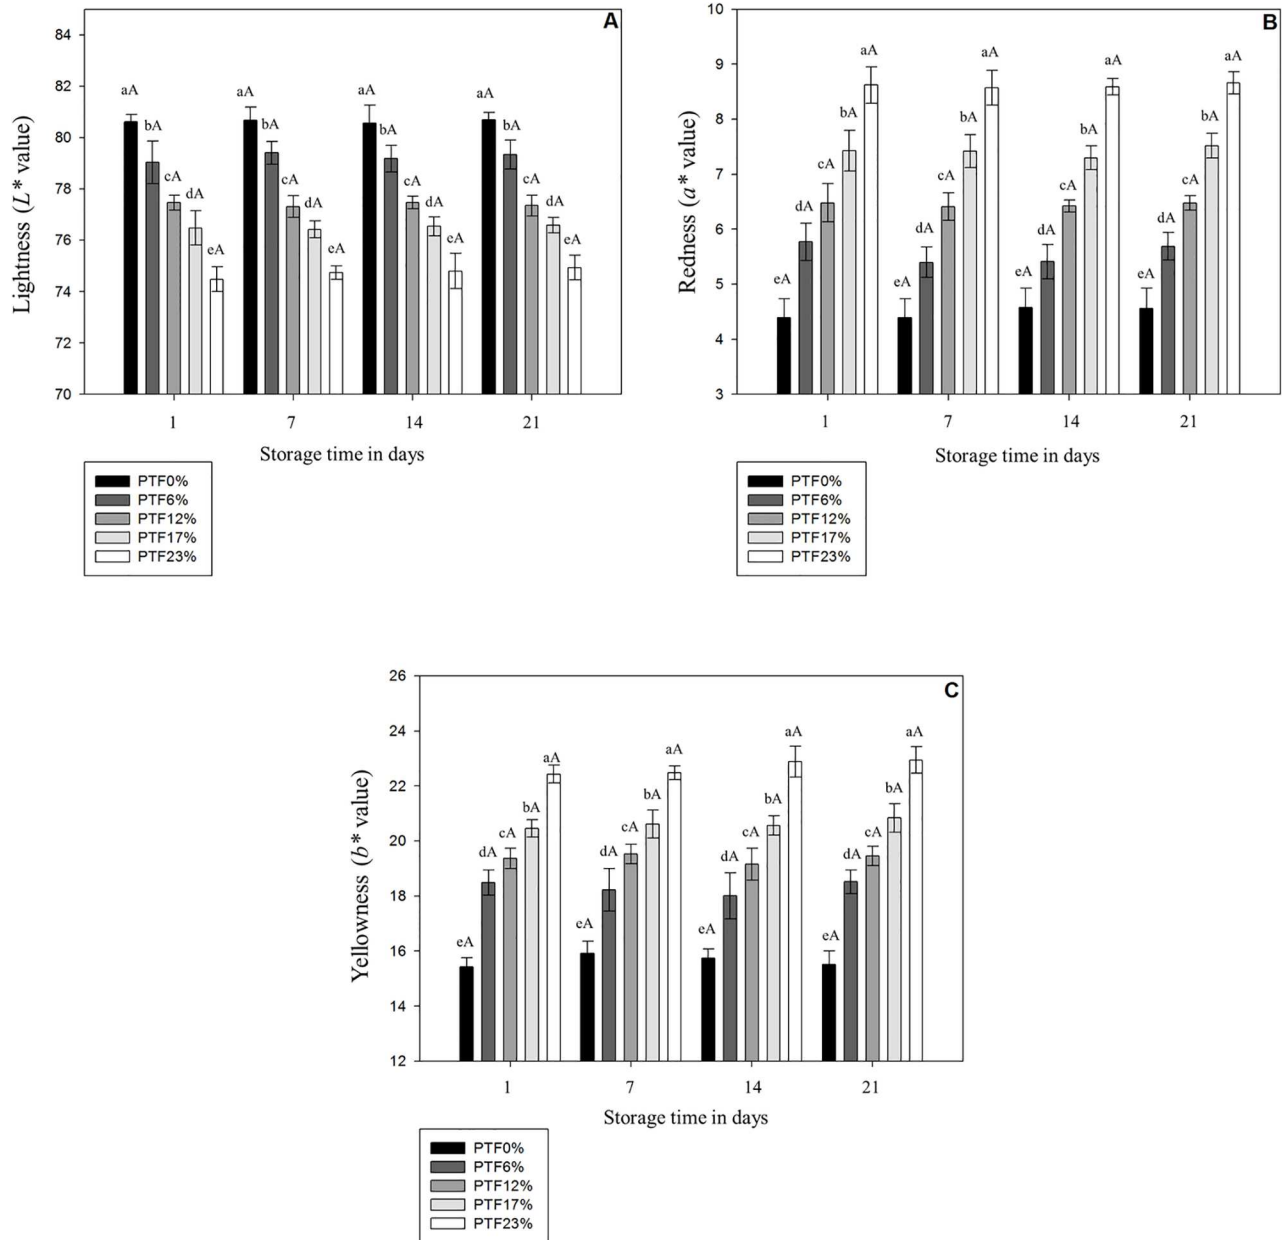 A
84
82
80
78
76
74
72
70
Lightness (L* value)
aA bA cA dA eA
aA bA cA dA eA
aA bA cA dA eA
aA bA cA dA eA
1 7 14 21
Storage time in days
PTF0%
PTF6%
PTF12%
PTF17%
PTF23%
B
10
9
8
7
6
5
4
3
Redness (a* value)
eA dA cA bA aA
eA dA cA bA aA
eA dA cA bA aA
eA dA cA bA aA
1 7 14 21
Storage time in days
PTF0%
PTF6%
PTF12%
PTF17%
PTF23%
C
26
24
22
20
18
16
14
12
Yellowness (b* value)
eA dA cA bA aA
eA dA cA bA aA
eA dA cA bA aA
eA dA cA bA aA
1 7 14 21
Storage time in days
PTF0%
PTF6%
PTF12%
PTF17%
PTF23%